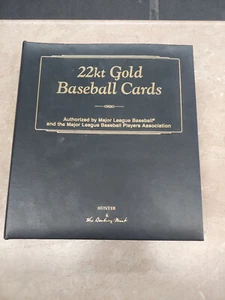 22kt Gold
Baseball Cards
Authorized by Major League Baseball®
and the Major League Baseball Players Association
HUNTER
&
The Danbury Mint